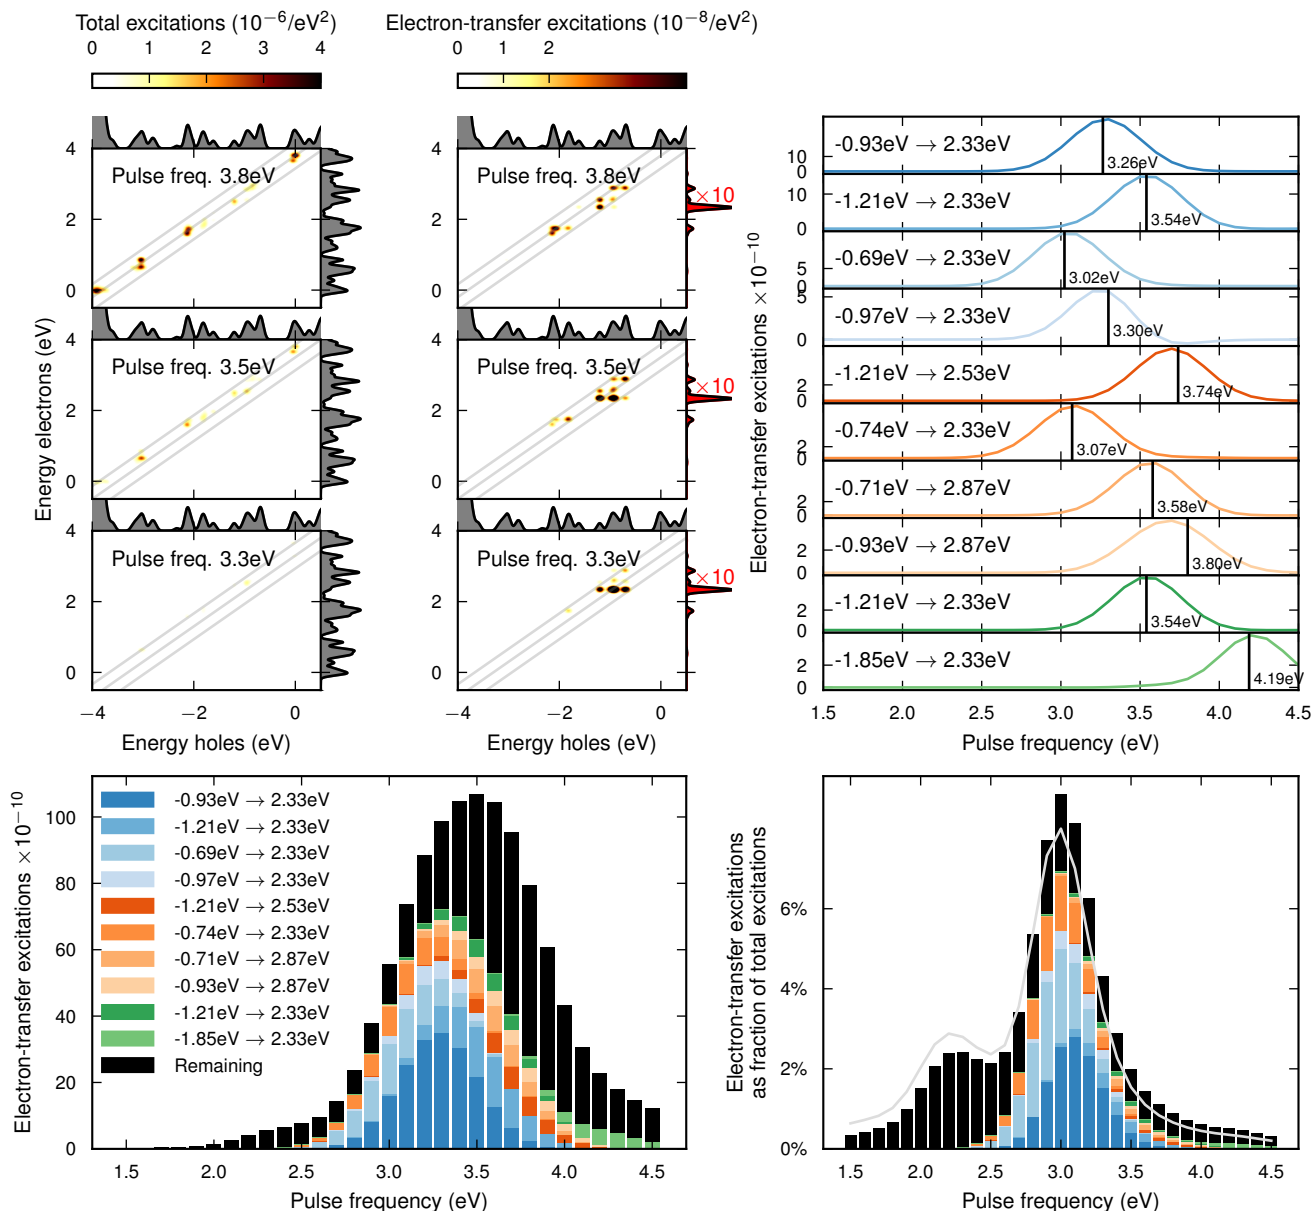 Total excitations (10⁻⁶/eV²)
0 1 2 3 4
Electron-transfer excitations (10⁻⁸/eV²)
0 2
Pulse freq. 3.8eV
4
2
0
3.8eV
×10
4
2
0
Pulse freq. 3.5eV
4
2
0
Pulse freq. 3.5eV
×10
4
2
0
Pulse freq. 3.3eV
4
2
0
Pulse freq. 3.3eV
×10
4
2
0
Energy electrons (eV)
−4 −2 0
Energy holes (eV)
−4 −2 0
Energy holes (eV)
Electron-transfer excitations ×10⁻¹⁰
-0.93eV → 2.33eV
3.26eV
10
0
-1.21eV → 2.33eV
3.54eV
10
0
-0.69eV → 2.33eV
3.02eV
5
0
-0.97eV → 2.33eV
3.30eV
5
0
-1.21eV → 2.53eV
3.74eV
2
0
-0.74eV → 2.33eV
3.07eV
2
0
-0.71eV → 2.87eV
3.58eV
2
0
-0.93eV → 2.87eV
3.80eV
2
0
-1.21eV → 2.33eV
3.54eV
2
0
-1.85eV → 2.33eV
4.19eV
2
0
1.5 2.0 2.5 3.0 3.5 4.0 4.5
Pulse frequency (eV)
Electron-transfer excitations ×10⁻¹⁰
100
80
60
40
20
0
-0.93eV → 2.33eV
-1.21eV → 2.33eV
-0.69eV → 2.33eV
-0.97eV → 2.33eV
-1.21eV → 2.53eV
-0.74eV → 2.33eV
-0.71eV → 2.87eV
-0.93eV → 2.87eV
-1.21eV → 2.33eV
-1.85eV → 2.33eV
Remaining
1.5 2.0 2.5 3.0 3.5 4.0 4.5
Pulse frequency (eV)
Electron-transfer excitations
as fraction of total excitations
6%
4%
2%
0%
1.5 2.0 2.5 3.0 3.5 4.0 4.5
Pulse frequency (eV)